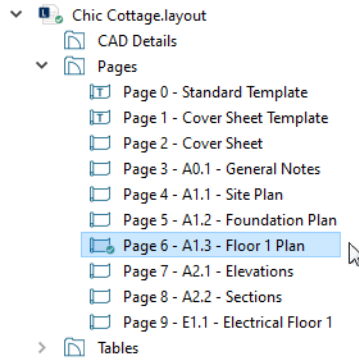 Chic Cottage.layout
CAD Details
Pages
Page 0 - Standard Template
Page 1 - Cover Sheet Template
Page 2 - Cover Sheet
Page 3 - A0.1 - General Notes
Page 4 - A1.1 - Site Plan
Page 5 - A1.2 - Foundation Plan
Page 6 - A1.3 - Floor 1 Plan
Page 7 - A2.1 - Elevations
Page 8 - A2.2 - Sections
Page 9 - E1.1 - Electrical Floor 1
Tables